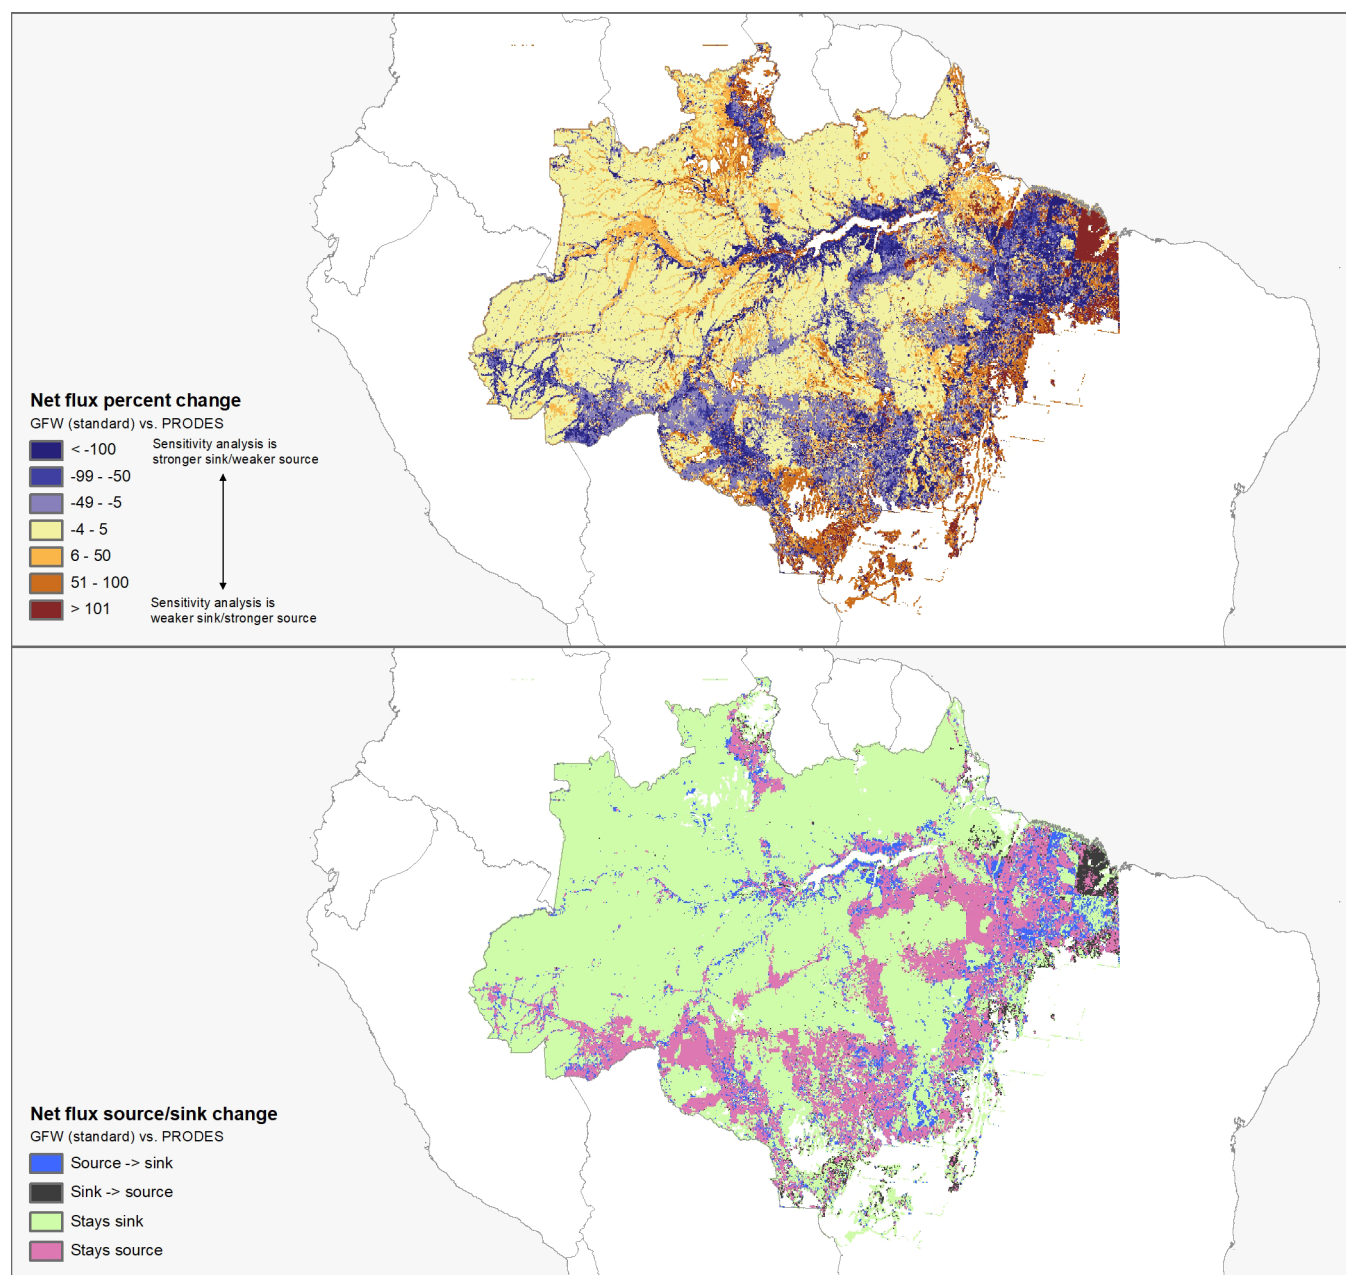 Net flux percent change
GFW (standard) vs. PRODES
< -100
Sensitivity analysis is
stronger sink/weaker source
-99 - -50
-49 - -5
-4 - 5
6 - 50
51 - 100
> 101
Sensitivity analysis is
weaker sink/stronger source
Net flux source/sink change
GFW (standard) vs. PRODES
Source -> sink
Sink -> source
Stays sink
Stays source